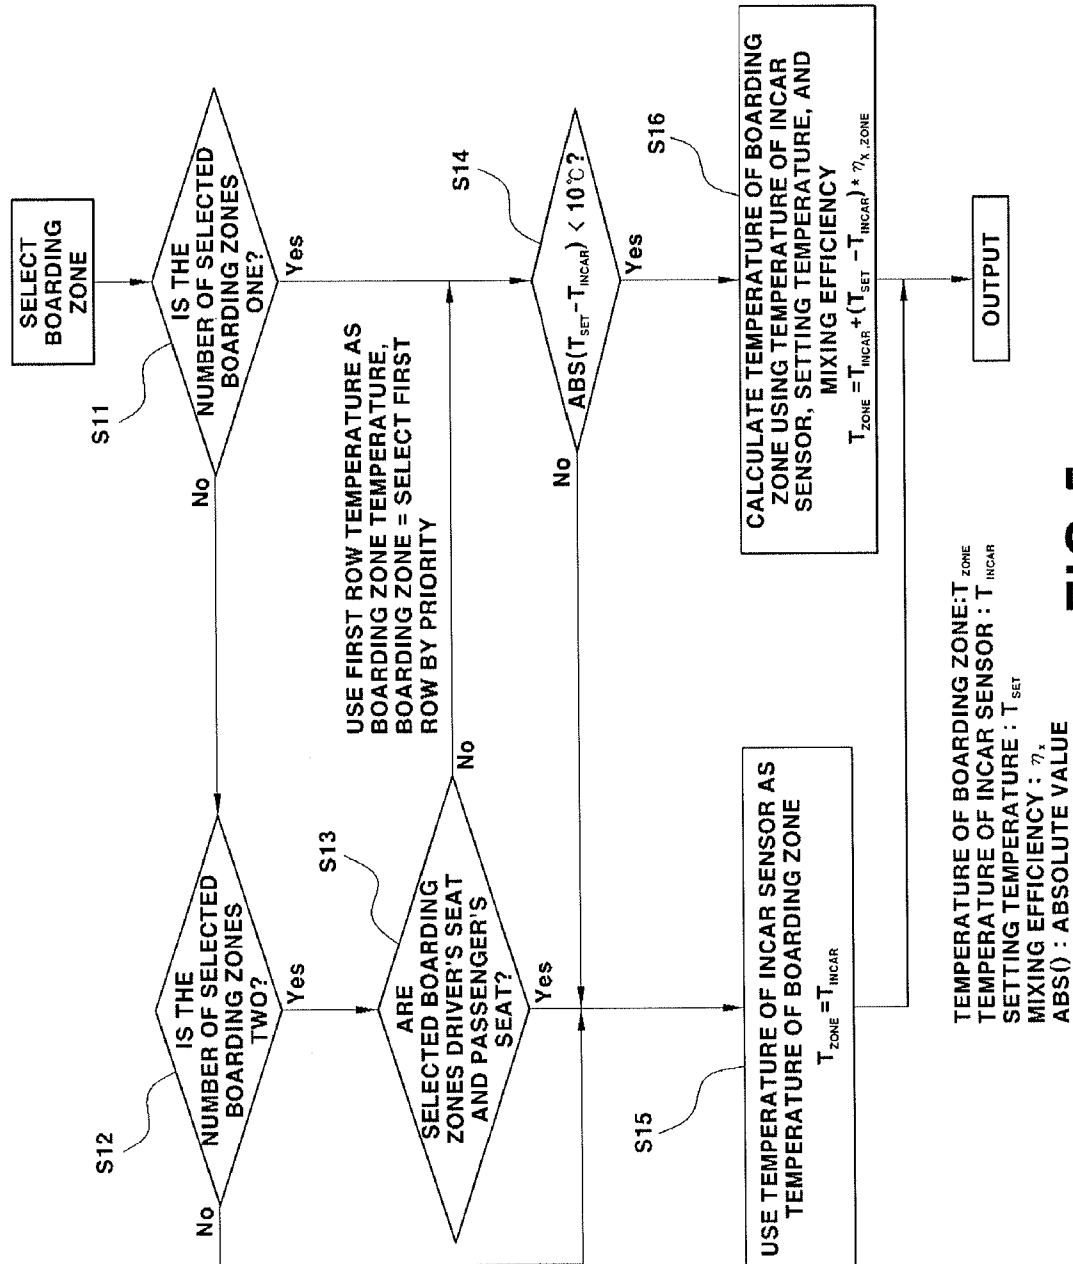 SELECT
BOARDING
ZONE
S11
IS THE
NUMBER OF SELECTED
BOARDING ZONES
ONE?
No
Yes
S12
IS THE
NUMBER OF SELECTED
BOARDING ZONES
TWO?
No
Yes
S13
ARE
SELECTED BOARDING
ZONES DRIVER'S SEAT
AND PASSENGER'S
SEAT?
No
Yes
USE FIRST ROW TEMPERATURE AS
BOARDING ZONE TEMPERATURE,
BOARDING ZONE = SELECT FIRST
ROW BY PRIORITY
S14
ABS(T_SET - T_INCAR) < 10℃?
No
Yes
S15
USE TEMPERATURE OF INCAR SENSOR AS
TEMPERATURE OF BOARDING ZONE
T_ZONE = T_INCAR
S16
CALCULATE TEMPERATURE OF BOARDING
ZONE USING TEMPERATURE OF INCAR
SENSOR, SETTING TEMPERATURE, AND
MIXING EFFICIENCY
T_ZONE = T_INCAR + (T_SET - T_INCAR) * η_X,ZONE
OUTPUT
TEMPERATURE OF BOARDING ZONE:T_ZONE
TEMPERATURE OF INCAR SENSOR : T_INCAR
SETTING TEMPERATURE : T_SET
MIXING EFFICIENCY : η_x
ABS() : ABSOLUTE VALUE